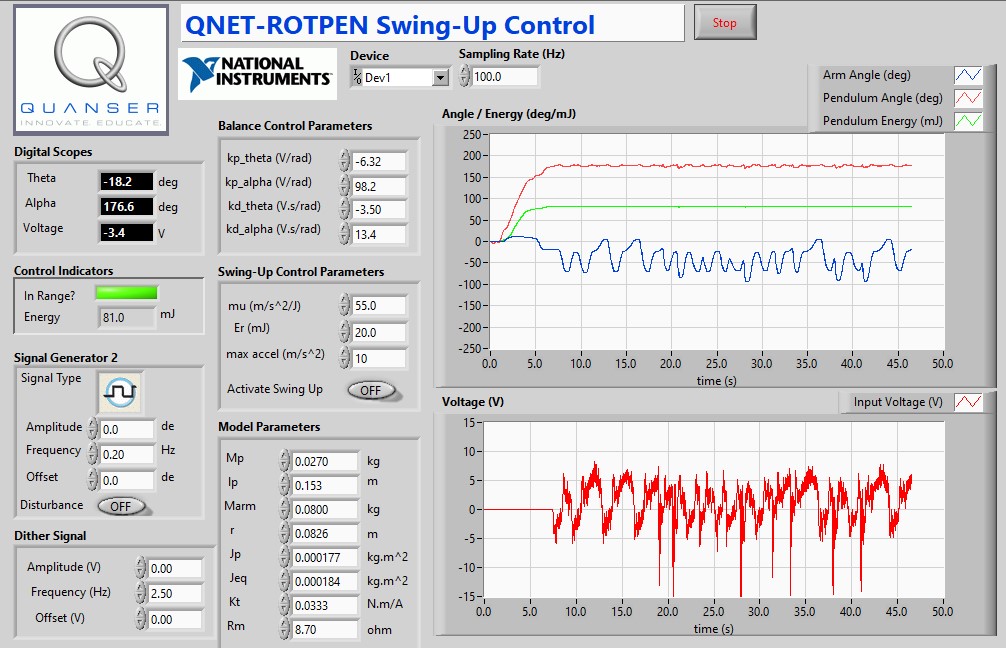 QUANSER
INNOVATE. EDUCATE.
QNET-ROTPEN Swing-Up Control
Stop
NATIONAL
INSTRUMENTS
Device
Dev1
Sampling Rate (Hz)
100.0
Digital Scopes
Theta -18.2 deg
Alpha 176.6 deg
Voltage -3.4 V
Control Indicators
In Range?
Energy 81.0 mJ
Signal Generator 2
Signal Type
Amplitude 0.0 de
Frequency 0.20 Hz
Offset 0.0 de
Disturbance OFF
Dither Signal
Amplitude (V) 0.00
Frequency (Hz) 2.50
Offset (V) 0.00
Balance Control Parameters
kp_theta (V/rad) -6.32
kp_alpha (V/rad) 98.2
kd_theta (V.s/rad) -3.50
kd_alpha (V.s/rad) 13.4
Swing-Up Control Parameters
mu (m/s^2/J) 55.0
Er (mJ) 20.0
max accel (m/s^2) 10
Activate Swing Up OFF
Model Parameters
Mp 0.0270 kg
lp 0.153 m
Marm 0.0800 kg
r 0.0826 m
Jp 0.000177 kg.m^2
Jeq 0.000184 kg.m^2
Kt 0.0333 N.m/A
Rm 8.70 ohm
Arm Angle (deg)
Pendulum Angle (deg)
Pendulum Energy (mJ)
Angle / Energy (deg/mJ)
250
200
150
100
50
0
-50
-100
-150
-200
-250
0.0 5.0 10.0 15.0 20.0 25.0 30.0 35.0 40.0 45.0 50.0
time (s)
Voltage (V)
Input Voltage (V)
15
10
5
0
-5
-10
-15
0.0 5.0 10.0 15.0 20.0 25.0 30.0 35.0 40.0 41.0 50.0
time (s)